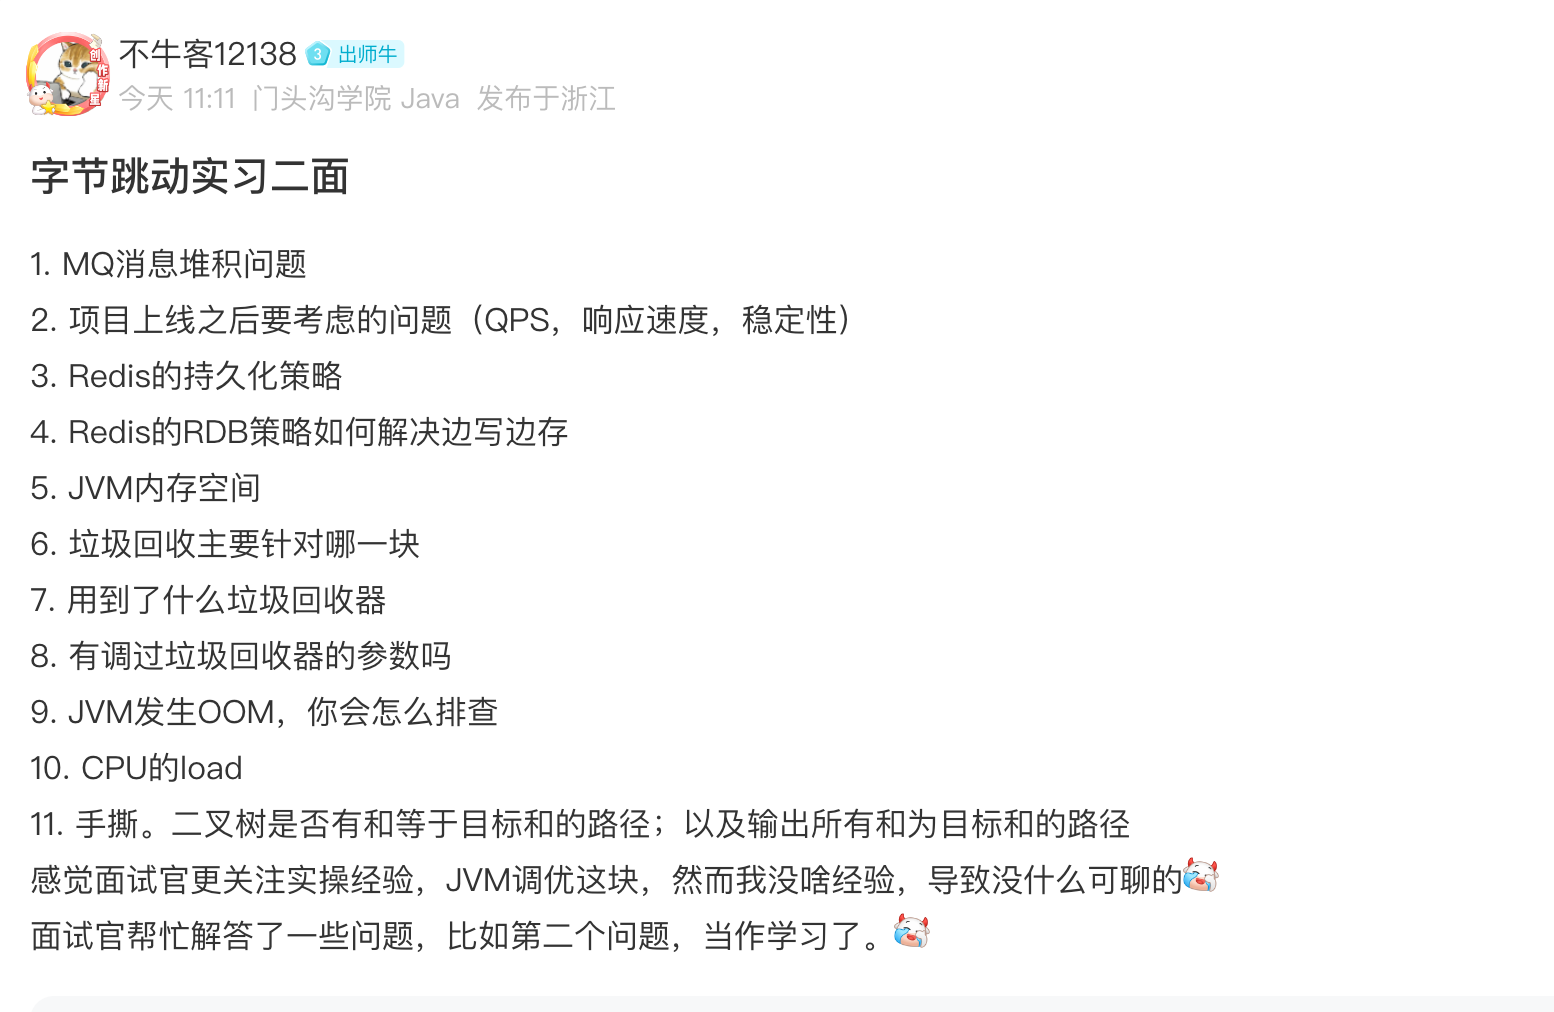 不牛客12138 3 出师牛
创作新星
今天 11:11 门头沟学院 Java 发布于浙江
字节跳动实习二面
1. MQ消息堆积问题
2. 项目上线之后要考虑的问题（QPS，响应速度，稳定性）
3. Redis的持久化策略
4. Redis的RDB策略如何解决边写边存
5. JVM内存空间
6. 垃圾回收主要针对哪一块
7. 用到了什么垃圾回收器
8. 有调过垃圾回收器的参数吗
9. JVM发生OOM，你会怎么排查
10. CPU的load
11. 手撕。二叉树是否有和等于目标和的路径；以及输出所有和为目标和的路径
感觉面试官更关注实操经验，JVM调优这块，然而我没啥经验，导致没什么可聊的
面试官帮忙解答了一些问题，比如第二个问题，当作学习了。